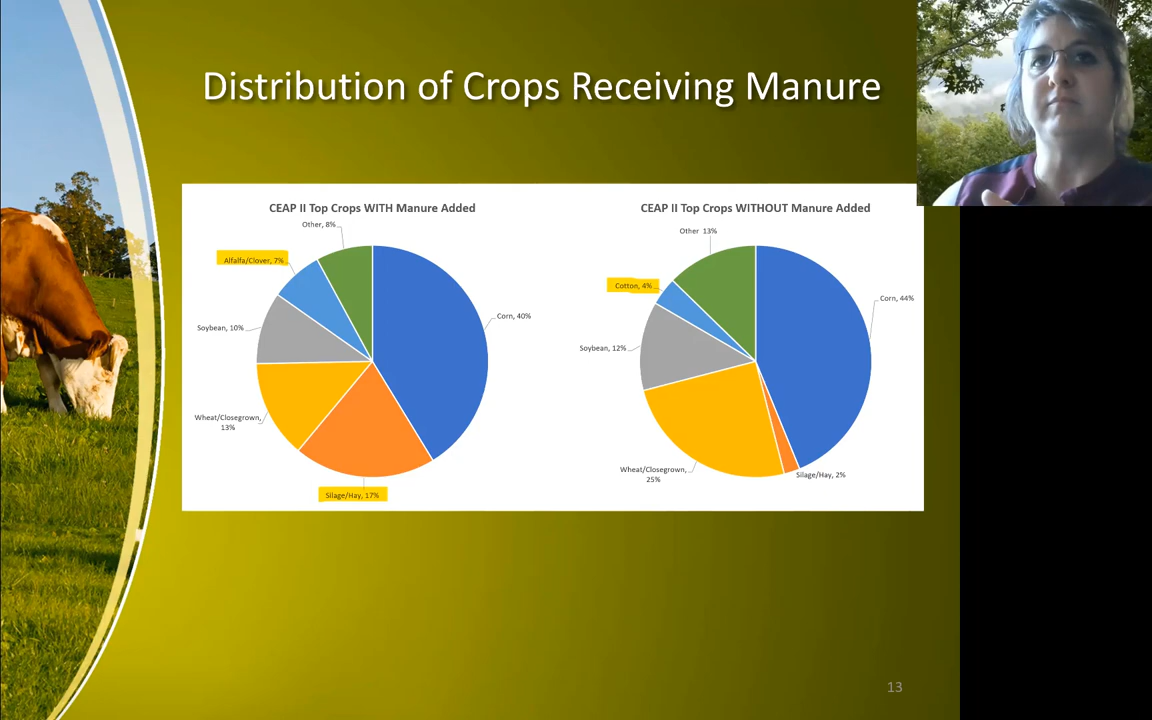 Distribution of Crops Receiving Manure
CEAP II Top Crops WITH Manure Added
Other, 8%
Alfalfa/Clover, 7%
Corn, 40%
Soybean, 10%
Wheat/Closegrown,
13%
Silage/Hay, 17%
CEAP II Top Crops WITHOUT Manure Added
Other 13%
Cotton, 4%
Corn, 44%
Soybean, 12%
Wheat/Closegrown,
25%
Silage/Hay, 2%
13